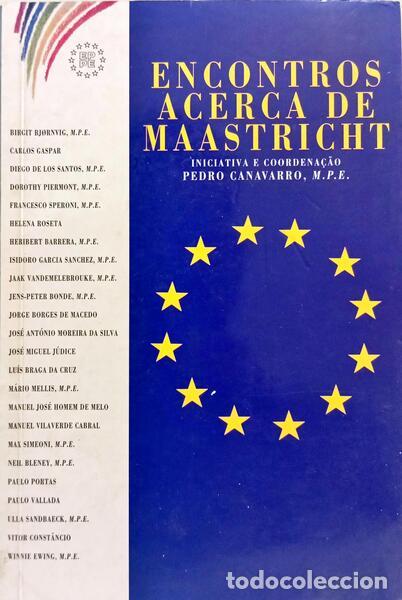 EP
PE
ENCONTROS
ACERCA DE
MAASTRICHT
INICIATIVA E COORDENAÇÃO
PEDRO CANAVARRO, M.P.E.
BIRGIT BJØRNVIG, M.P.E.
CARLOS GASPAR
DIEGO DE LOS SANTOS, M.P.E.
DOROTHY PIERMONT, M.P.E.
FRANCESCO SPERONI, M.P.E.
HELENA ROSETA
HERIBERT BARRERA, M.P.E.
ISIDORO GARCIA SANCHEZ, M.P.E.
JAAK VANDEMELEBROUKE, M.P.E.
JENS-PETER BONDE, M.P.E.
JORGE BORGES DE MACEDO
JOSÉ ANTÓNIO MOREIRA DA SILVA
JOSÉ MIGUEL JÚDICE
LUÍS BRAGA DA CRUZ
MÁRIO MELLIS, M.P.E.
MANUEL JOSÉ HOMEM DE MELO
MANUEL VILAVERDE CABRAL
MAX SIMEONI, M.P.E.
NEIL BLENEY, M.P.E.
PAULO PORTAS
PAULO VALLADA
ULLA SANDBAECK, M.P.E.
VITOR CONSTÂNCIO
WINNIE EWING, M.P.E.
todocoleccion